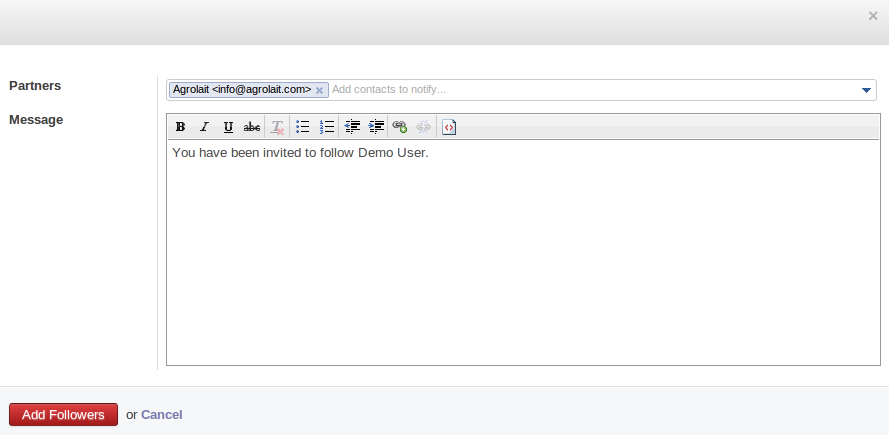 ×
Partners
Agrolait <info@agrolait.com> × Add contacts to notify...
Message
B I U abc T
You have been invited to follow Demo User.
Add Followers or Cancel